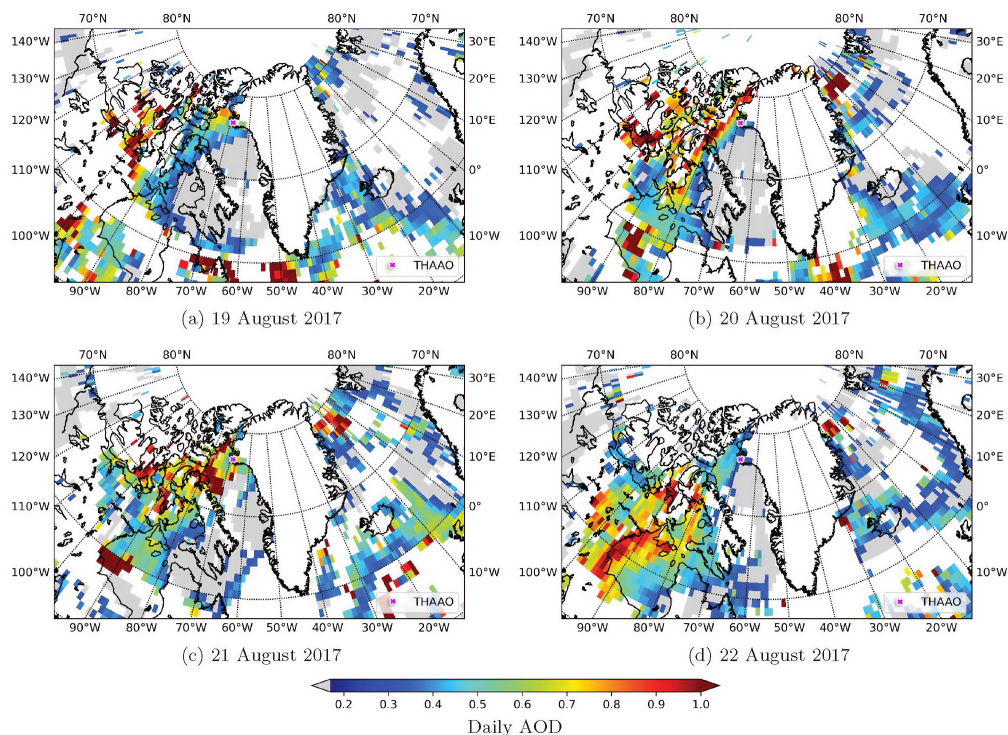 70°N 80°N 80°N 70°N
140°W 30°E
130°W 20°E
120°W 10°E
110°W 0°
100°W 10°W
THAAO
90°W 80°W 70°W 60°W 50°W 40°W 30°W 20°W
(a) 19 August 2017
70°N 80°N 80°N 70°N
140°W 30°E
130°W 20°E
120°W 10°E
110°W 0°
100°W 10°W
THAAO
90°W 80°W 70°W 60°W 50°W 40°W 30°W 20°W
(b) 20 August 2017
70°N 80°N 80°N 70°N
140°W 30°E
130°W 20°E
120°W 10°E
110°W 0°
100°W 10°W
THAAO
90°W 80°W 70°W 60°W 50°W 40°W 30°W 20°W
(c) 21 August 2017
70°N 80°N 80°N 70°N
140°W 30°E
130°W 20°E
120°W 10°E
110°W 0°
100°W 10°W
THAAO
90°W 80°W 70°W 60°W 50°W 40°W 30°W 20°W
(d) 22 August 2017
0.2 0.3 0.4 0.5 0.6 0.7 0.8 0.9 1.0
Daily AOD